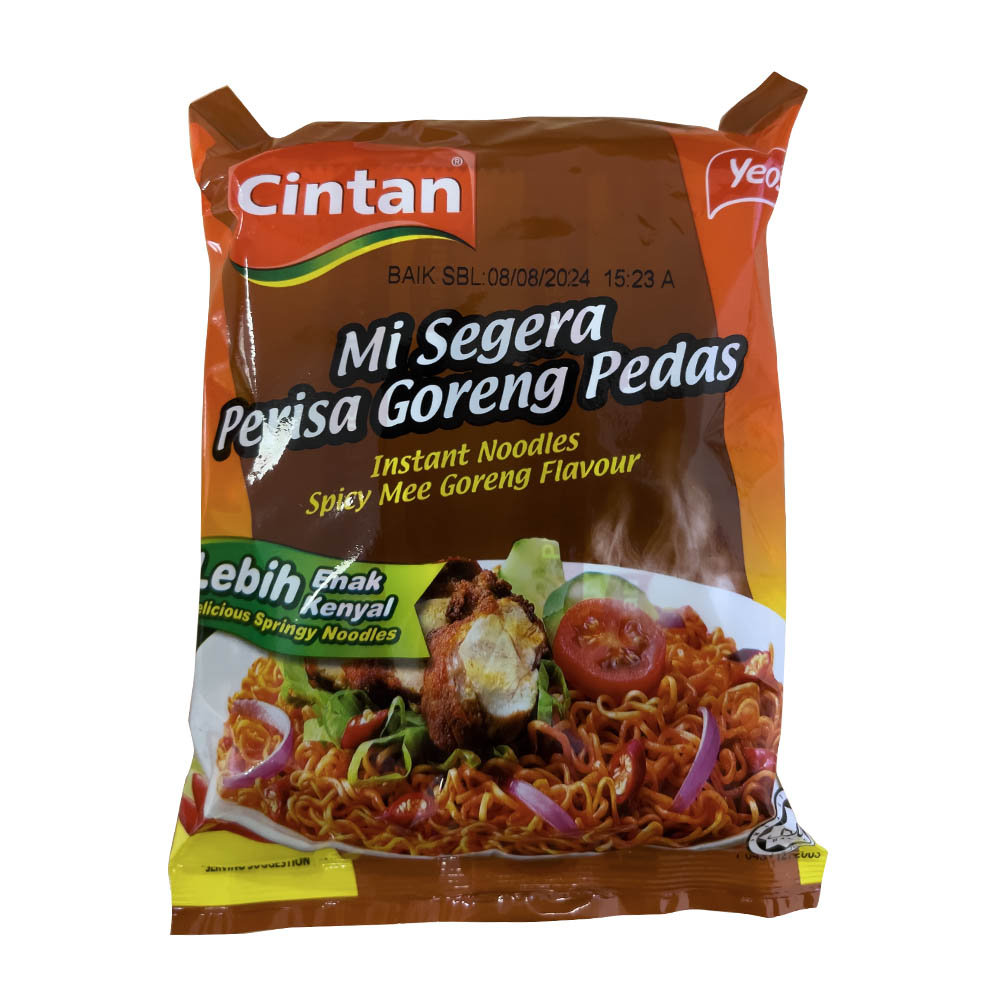 Cintan®
Yeo
BAIK SBL:08/08/2024 15:23 A
Mi Segera
Perisa Goreng Pedas
Instant Noodles
Spicy Mee Goreng Flavour
Lebih Enak
Kenyal
elicious Springy Noodles
SERVING SUGGESTION